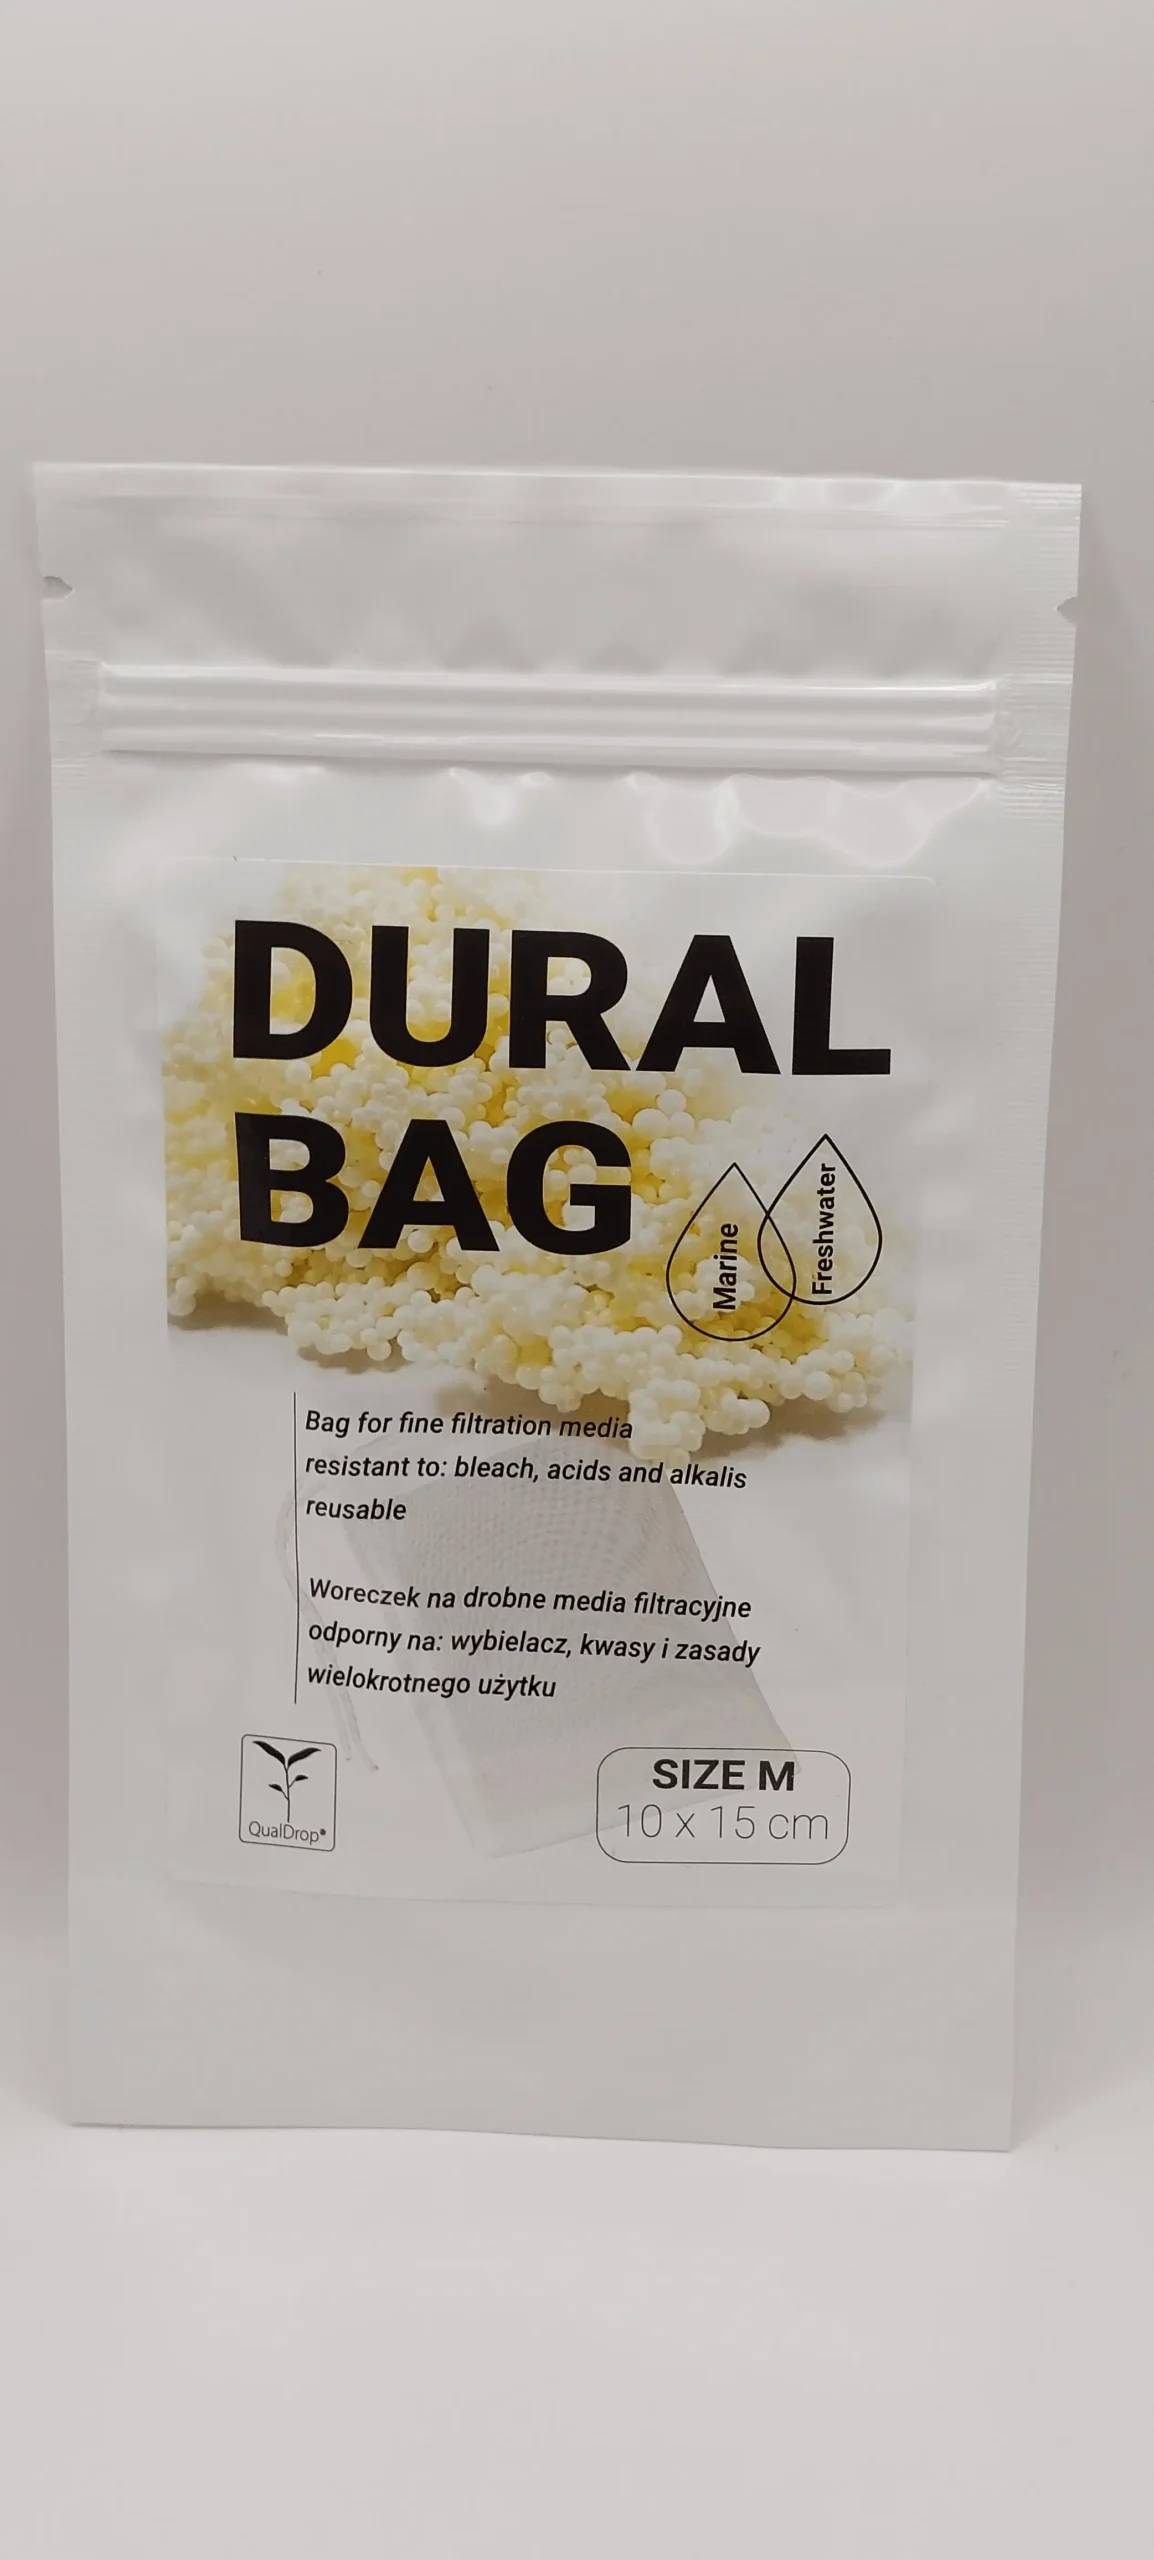 DURAL
BAG
Marine
Freshwater
Bag for fine filtration media
resistant to: bleach, acids and alkalis
reusable
Woreczek na drobne media filtracyjne
odporny na: wybielacz, kwasy i zasady
wielokrotnego użytku
QualDrop®
SIZE M
10 x 15 cm